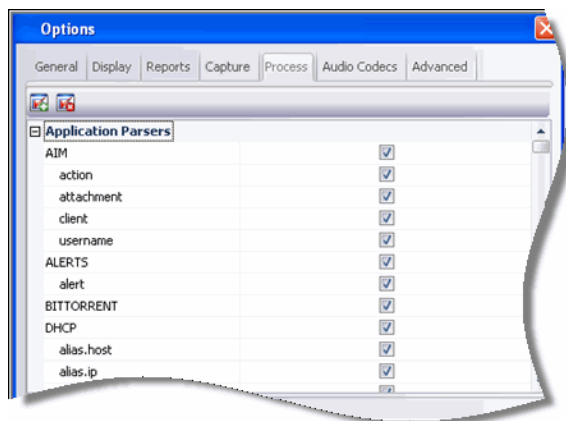 Options
General Display Reports Capture Process Audio Codecs Advanced
Application Parsers
AIM
action
attachment
client
username
ALERTS
alert
BITTORRENT
DHCP
alias.host
alias.ip